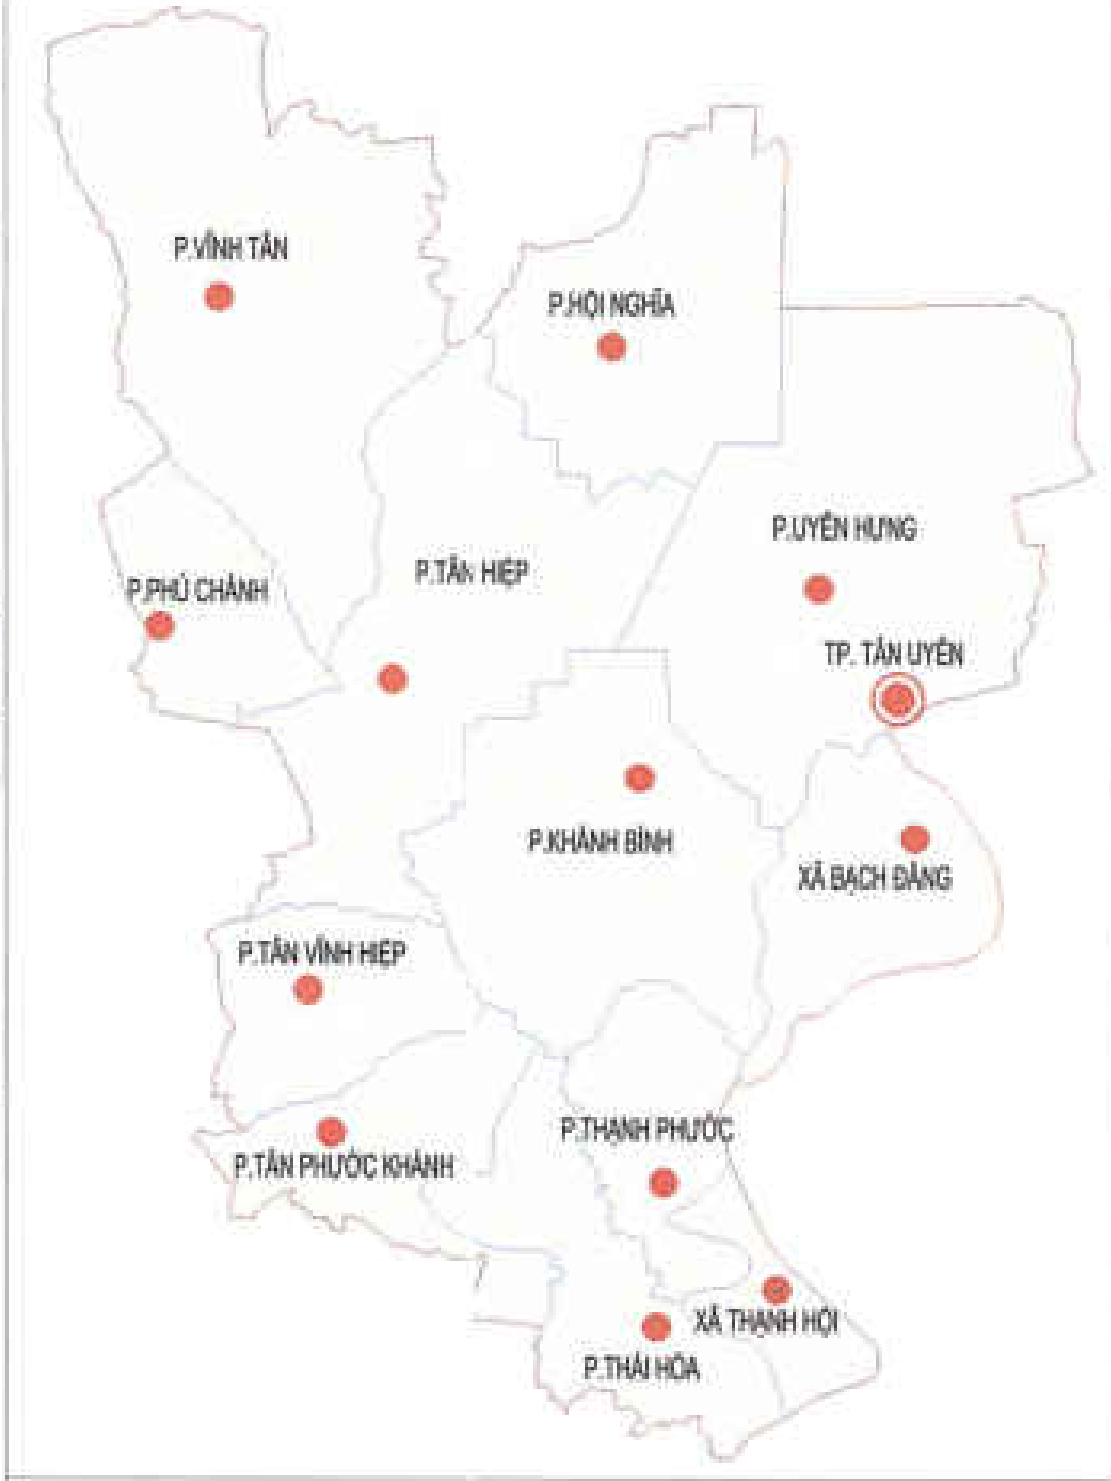 P.VĨNH TÂN
P.HỘI NGHĨA
P.UYÊN HƯNG
P.TÂN HIỆP
P.PHÚ CHÁNH
TP. TÂN UYÊN
P.KHÁNH BÌNH
XÃ BẠCH ĐẰNG
P.TÂN VĨNH HIỆP
P.THẠNH PHƯỚC
P.TÂN PHƯỚC KHÁNH
XÃ THẠNH HỘI
P.THÁI HÒA